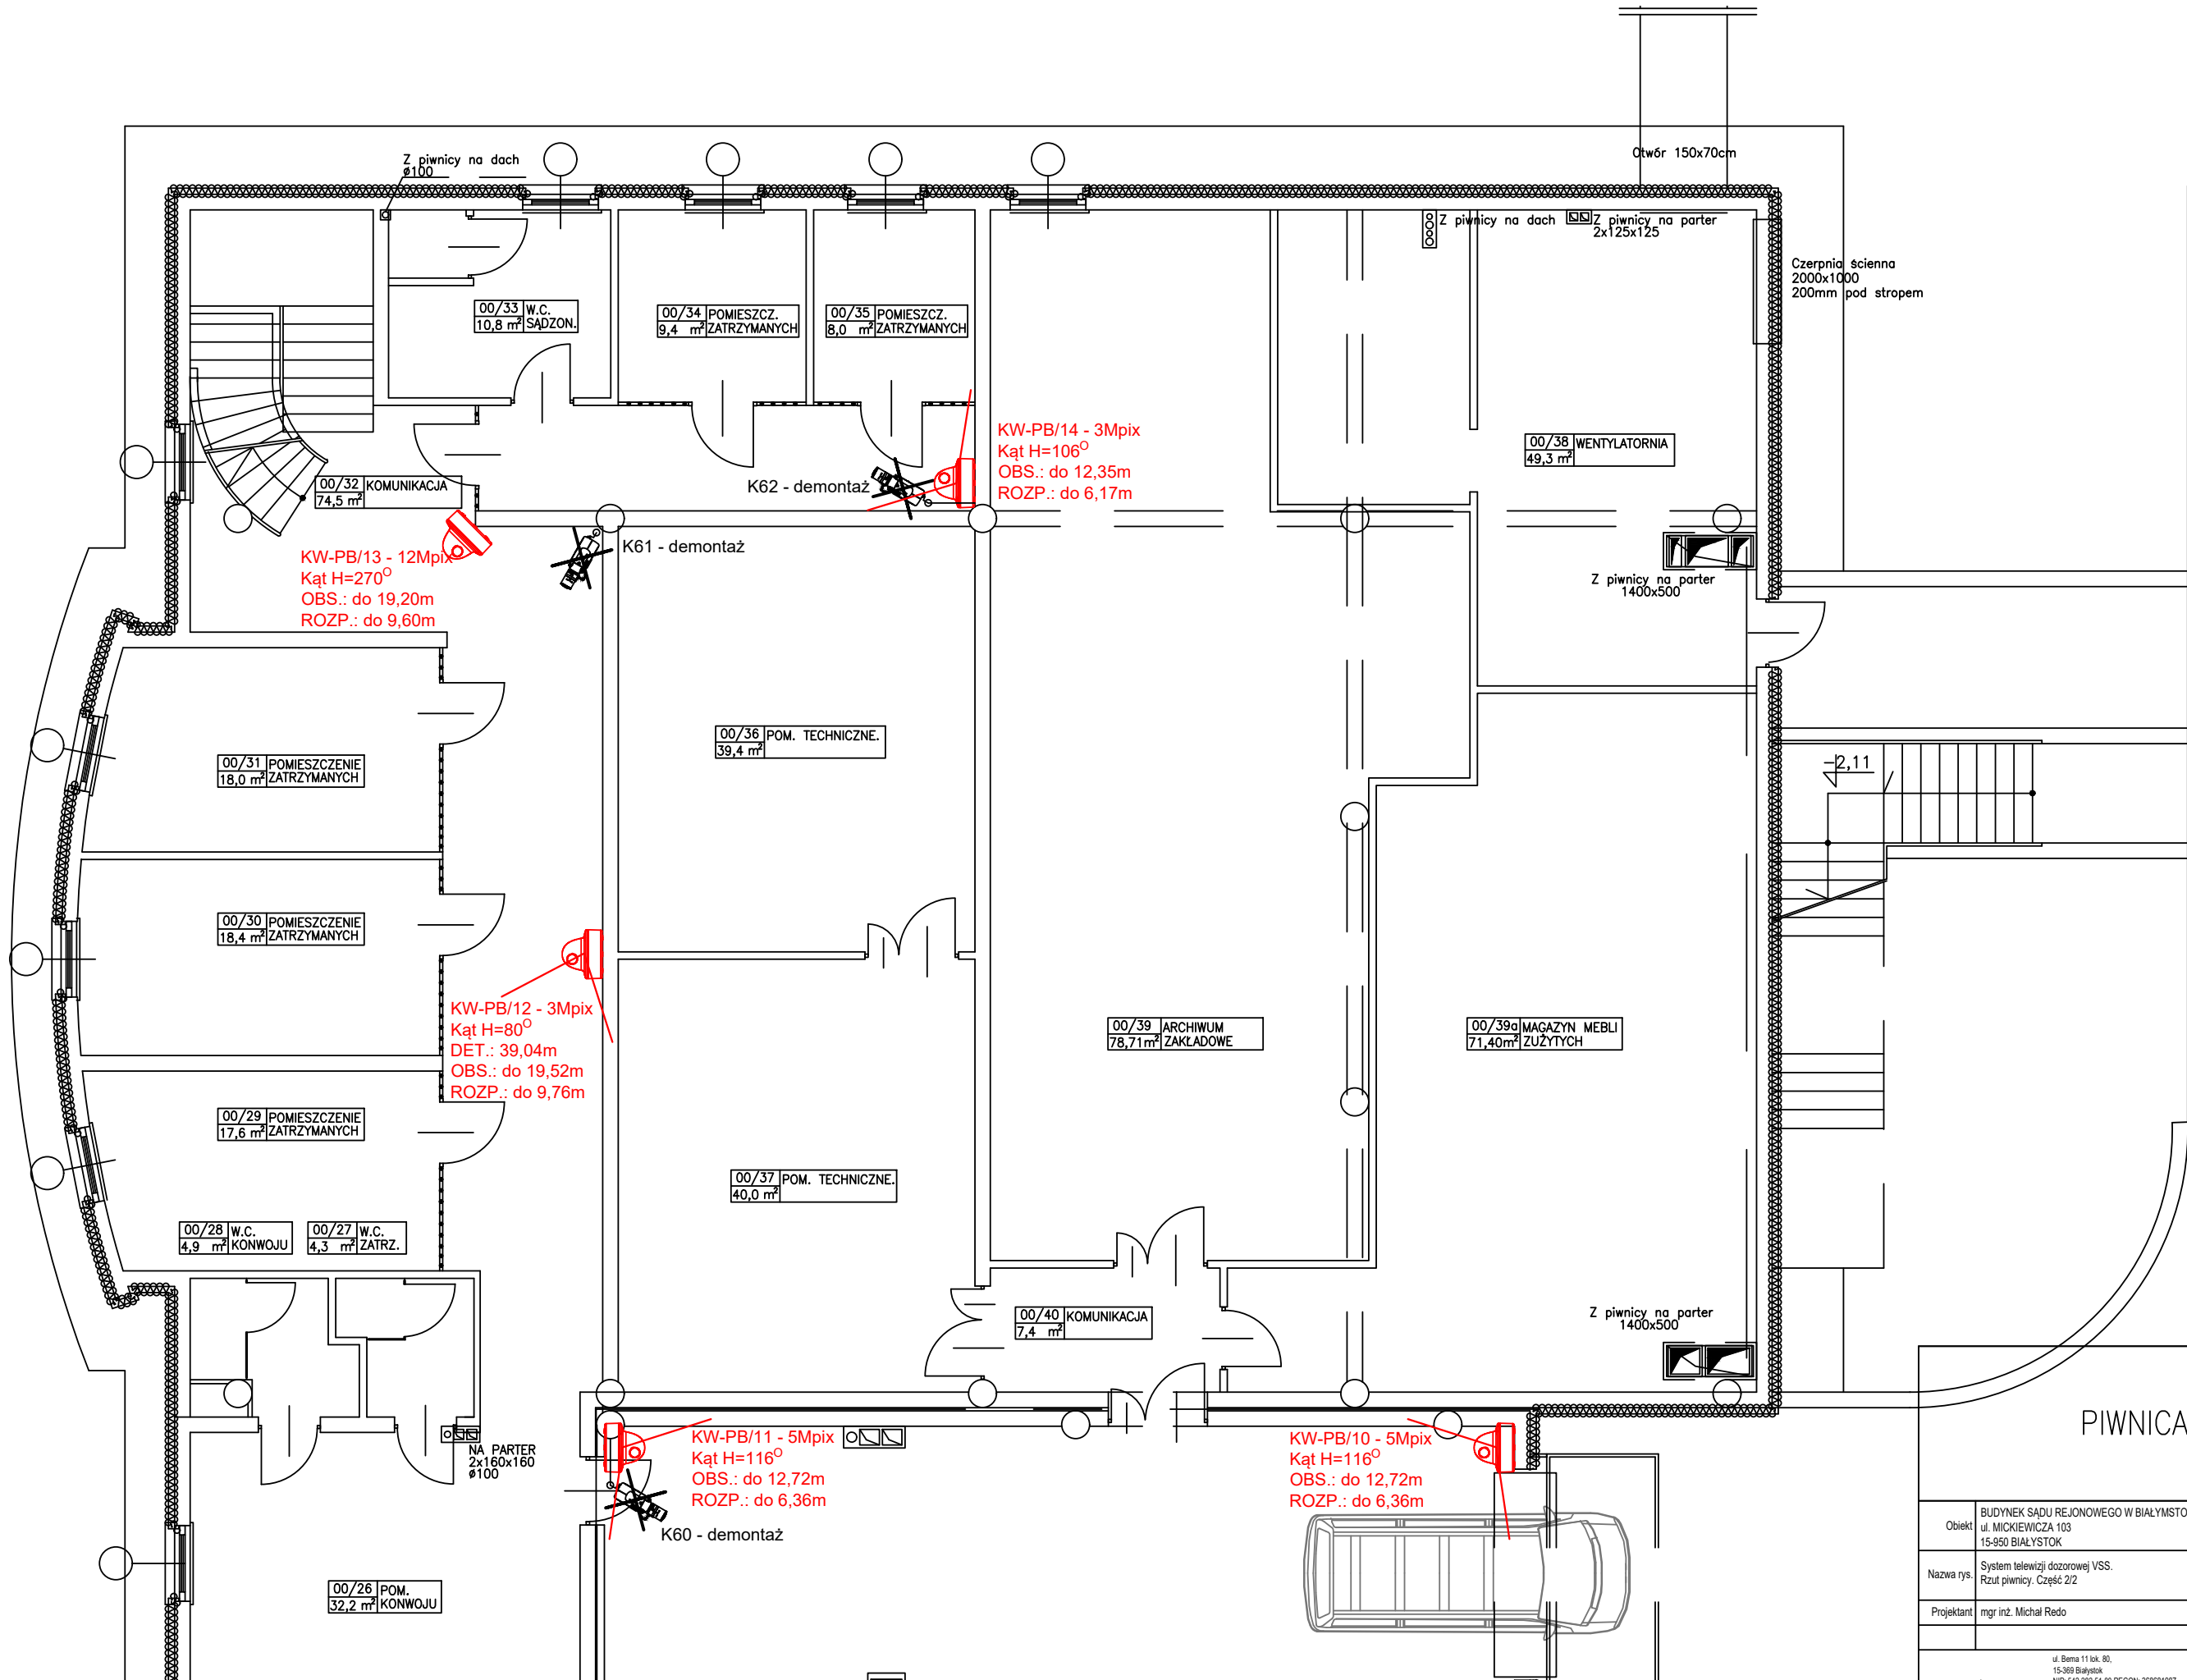 Z piwnicy na dach
ø100
Otwór 150x70cm
Z piwnicy na dach
Z piwnicy na parter
2x125x125
Czerpnia ścienna
2000x1000
200mm pod stropem
00/33 W.C.
10,8 m² SĄDZON.
00/34 POMIESZCZ.
9,4 m² ZATRZYMANYCH
00/35 POMIESZCZ.
8,0 m² ZATRZYMANYCH
KW-PB/14 - 3Mpix
Kąt H=106O
OBS.: do 12,35m
ROZP.: do 6,17m
00/38 WENTYLATORNIA
49,3 m²
K62 - demontaż
00/32 KOMUNIKACJA
74,5 m²
K61 - demontaż
KW-PB/13 - 12Mpix
Kąt H=270O
OBS.: do 19,20m
ROZP.: do 9,60m
Z piwnicy na parter
1400x500
00/36 POM. TECHNICZNE.
39,4 m²
00/31 POMIESZCZENIE
18,0 m² ZATRZYMANYCH
-2,11
00/30 POMIESZCZENIE
18,4 m² ZATRZYMANYCH
KW-PB/12 - 3Mpix
Kąt H=80O
DET.: 39,04m
OBS.: do 19,52m
ROZP.: do 9,76m
00/39 ARCHIWUM
78,71m² ZAKŁADOWE
00/39a MAGAZYN MEBLI
71,40m² ZUŻYTYCH
00/29 POMIESZCZENIE
17,6 m² ZATRZYMANYCH
00/37 POM. TECHNICZNE.
40,0 m²
00/28 W.C.
4,9 m² KONWOJU
00/27 W.C.
4,3 m² ZATRZ.
00/40 KOMUNIKACJA
7,4 m²
Z piwnicy na parter
1400x500
NA PARTER
2x160x160
ø100
KW-PB/11 - 5Mpix
Kąt H=116O
OBS.: do 12,72m
ROZP.: do 6,36m
KW-PB/10 - 5Mpix
Kąt H=116O
OBS.: do 12,72m
ROZP.: do 6,36m
K60 - demontaż
00/26 POM.
32,2 m² KONWOJU
PIWNICA
Obiekt
BUDYNEK SĄDU REJONOWEGO W BIAŁYMSTO
ul. MICKIEWICZA 103
15-950 BIAŁYSTOK
Nazwa rys.
System telewizji dozorowej VSS.
Rzut piwnicy. Część 2/2
Projektant
mgr inż. Michał Redo
ul. Bema 11 lok. 80,
15-369 Białystok